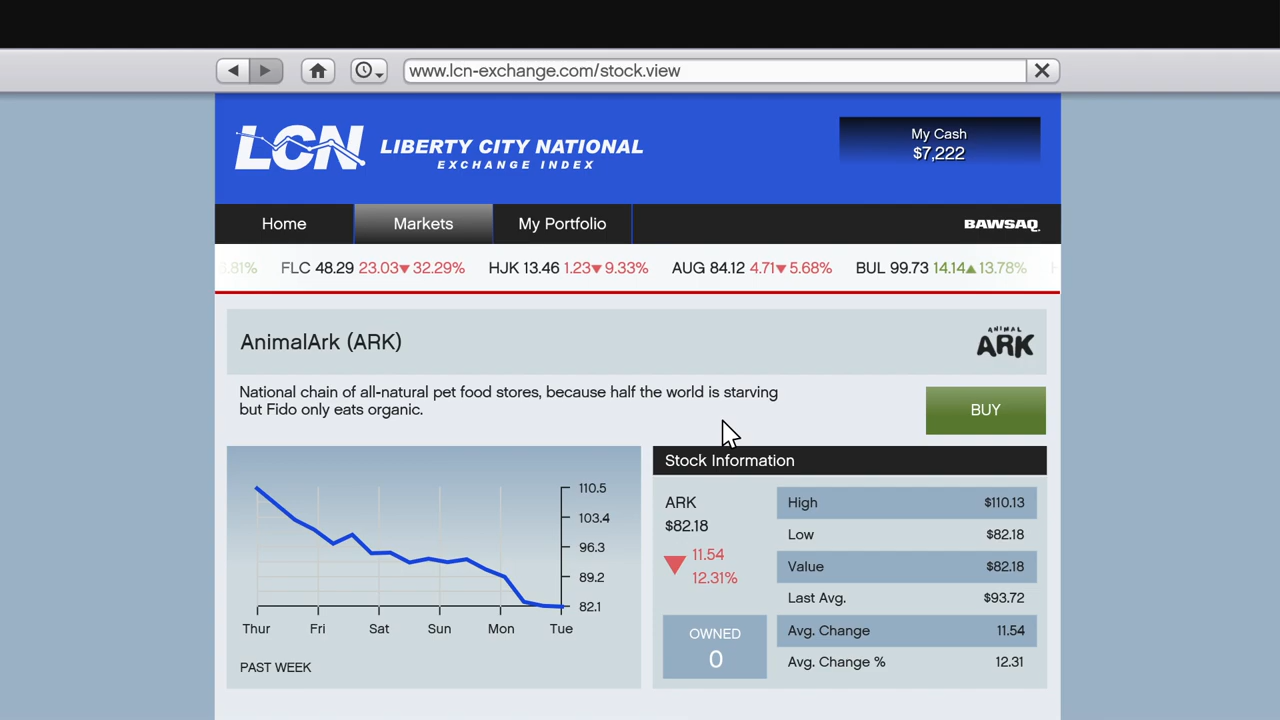 www.lcn-exchange.com/stock.view
LCN LIBERTY CITY NATIONAL
EXCHANGE INDEX
My Cash
$7,222
Home Markets My Portfolio BAWSAQ
.81% FLC 48.29 23.03▼32.29% HJK 13.46 1.23▼9.33% AUG 84.12 4.71▼5.68% BUL 99.73 14.14▲13.78%
AnimalArk (ARK)
ANIMAL
ARK
National chain of all-natural pet food stores, because half the world is starving
but Fido only eats organic.
BUY
110.5
103.4
96.3
89.2
82.1
Thur Fri Sat Sun Mon Tue
PAST WEEK
Stock Information
ARK
$82.18
11.54
12.31%
OWNED
0
High $110.13
Low $82.18
Value $82.18
Last Avg. $93.72
Avg. Change 11.54
Avg. Change % 12.31